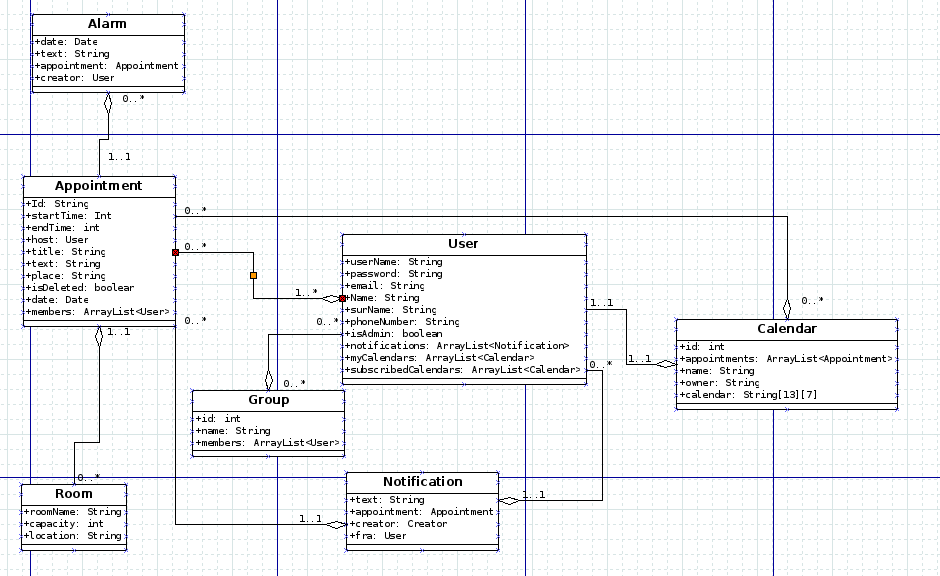 Alarm
+date: Date
+text: String
+appointment: Appointment
+creator: User
0..*
1..1
Appointment
+Id: String
+startTime: Int
+endTime: int
+host: User
+title: String
+text: String
+place: String
+isDeleted: boolean
+date: Date
+members: ArrayList<User>
0..*
0..*
0..*
1..1
1..*
0..*
User
+userName: String
+password: String
+email: String
+Name: String
+surName: String
+phoneNumber: String
+isAdmin: boolean
+notifications: ArrayList<Notification>
+myCalendars: ArrayList<Calendar>
+subscribedCalendars: ArrayList<Calendar>
1..1
0..*
1..1
0..*
Calendar
+id: int
+appointments: ArrayList<Appointment>
+name: String
+owner: String
+calendar: String[13][7]
0..*
Group
+id: int
+name: String
+members: ArrayList<User>
0..*
Room
+roomName: String
+capacity: int
+location: String
1..1
Notification
+text: String
+appointment: Appointment
+creator: Creator
+fra: User
1..1